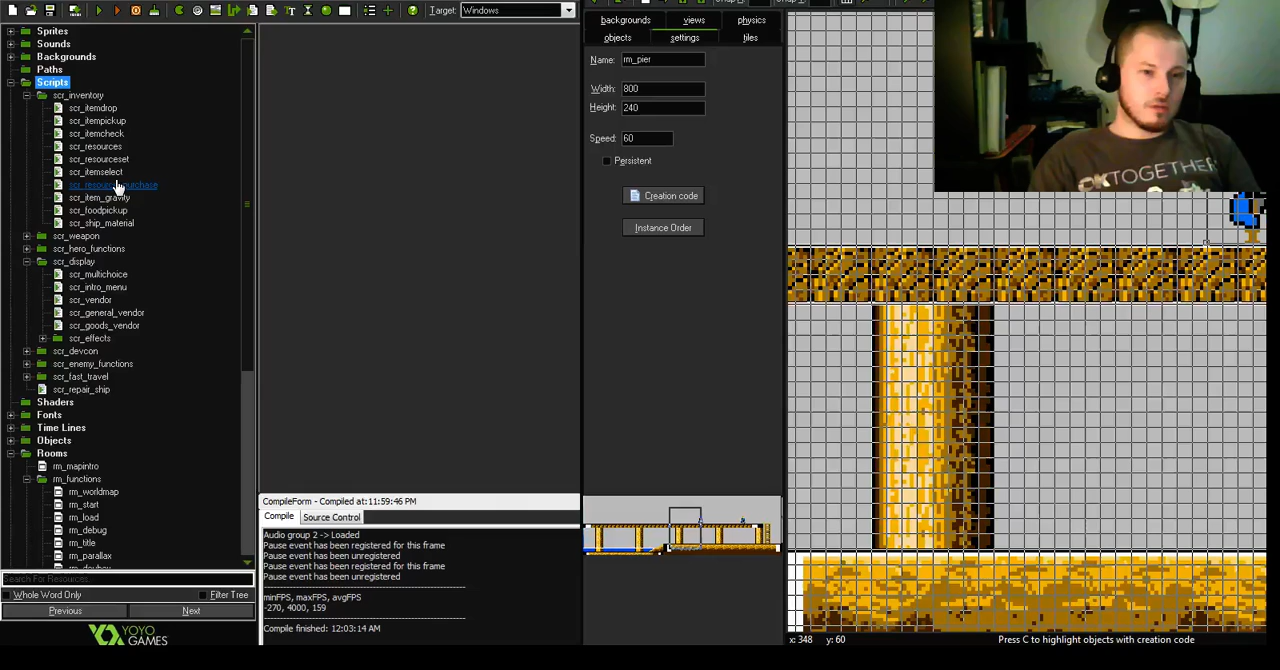 Target: Windows
Sprites
Sounds
Backgrounds
Paths
Scripts
scr_inventory
scr_itemdrop
scr_itempickup
scr_itemcheck
scr_resources
scr_resourceset
scr_itemselect
scr_item_gravity
scr_foodpickup
scr_ship_material
scr_weapon
scr_hero_functions
scr_display
scr_multichoice
scr_intro_menu
scr_vendor
scr_general_vendor
scr_goods_vendor
scr_effects
scr_devcon
scr_enemy_functions
scr_fast_travel
scr_repair_ship
Shaders
Fonts
Time Lines
Objects
Rooms
rm_mapintro
rm_functions
rm_worldmap
rm_start
rm_load
rm_debug
rm_title
rm_parallax
Search For Resources
Whole Word Only Filter Tree
Previous Next
YOYO
GAMES
CompileForm - Compiled at:11:59:46 PM
Compile Source Control
Audio group 2 -> Loaded
Pause event has been registered for this frame
Pause event has been unregistered
Pause event has been registered for this frame
Pause event has been unregistered
minFPS, maxFPS, avgFPS
-270, 4000, 159
Compile finished: 12:03:14 AM
backgrounds views physics
objects settings tiles
Name: rm_pier
Width: 800
Height: 240
Speed: 60
Persistent
Creation code
Instance Order
x: 348 y: 60 Press C to highlight objects with creation code